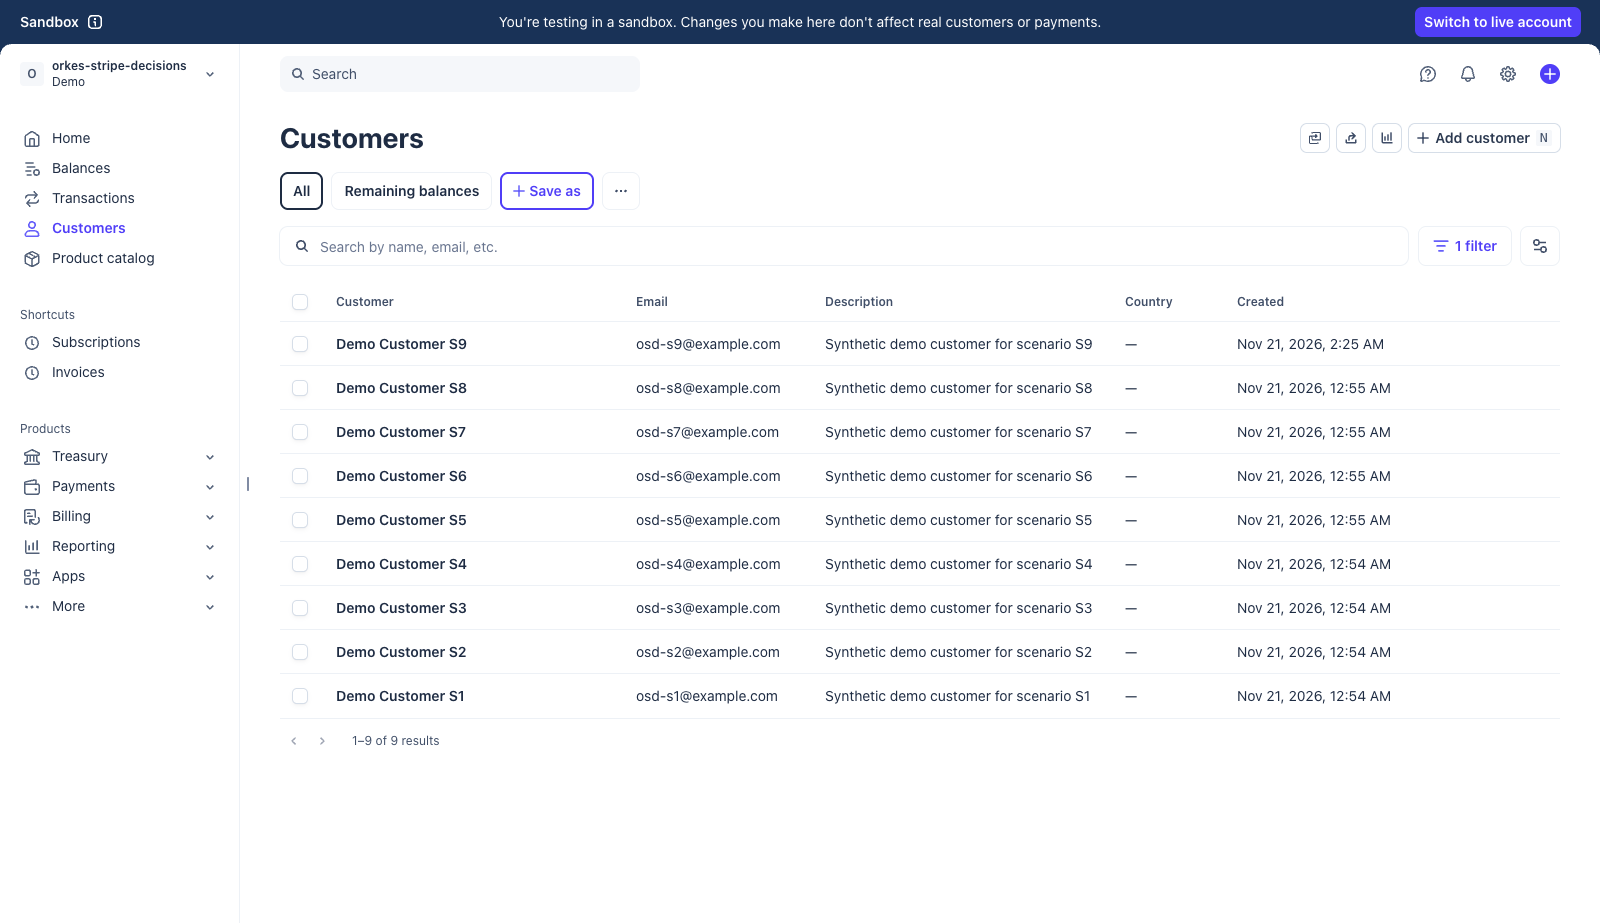 Sandbox
You're testing in a sandbox. Changes you make here don't affect real customers or payments.
Switch to live account
O
orkes-stripe-decisions
Demo
Search
Home
Balances
Transactions
Customers
Product catalog
Shortcuts
Subscriptions
Invoices
Products
Treasury
Payments
Billing
Reporting
Apps
More
Customers
Add customer N
All
Remaining balances
Save as
Search by name, email, etc.
1 filter
Customer Email Description Country Created
Demo Customer S9 osd-s9@example.com Synthetic demo customer for scenario S9 — Nov 21, 2026, 2:25 AM
Demo Customer S8 osd-s8@example.com Synthetic demo customer for scenario S8 — Nov 21, 2026, 12:55 AM
Demo Customer S7 osd-s7@example.com Synthetic demo customer for scenario S7 — Nov 21, 2026, 12:55 AM
Demo Customer S6 osd-s6@example.com Synthetic demo customer for scenario S6 — Nov 21, 2026, 12:55 AM
Demo Customer S5 osd-s5@example.com Synthetic demo customer for scenario S5 — Nov 21, 2026, 12:55 AM
Demo Customer S4 osd-s4@example.com Synthetic demo customer for scenario S4 — Nov 21, 2026, 12:54 AM
Demo Customer S3 osd-s3@example.com Synthetic demo customer for scenario S3 — Nov 21, 2026, 12:54 AM
Demo Customer S2 osd-s2@example.com Synthetic demo customer for scenario S2 — Nov 21, 2026, 12:54 AM
Demo Customer S1 osd-s1@example.com Synthetic demo customer for scenario S1 — Nov 21, 2026, 12:54 AM
1–9 of 9 results